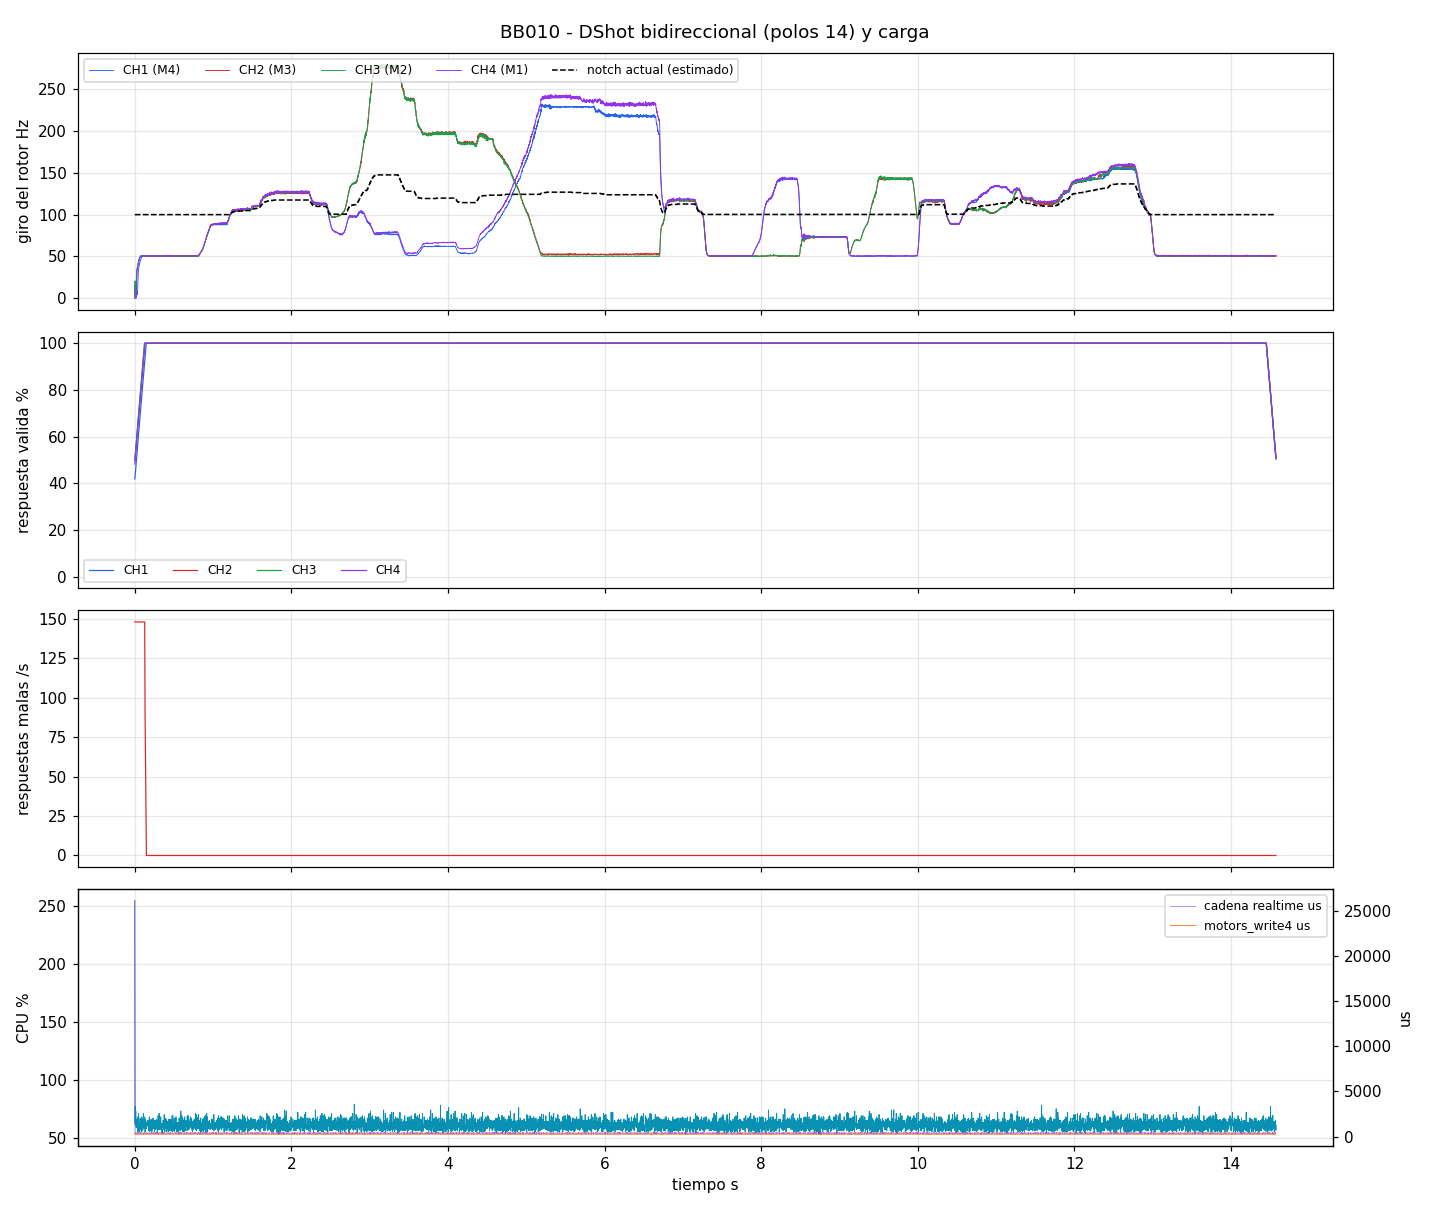 BB010 - DShot bidireccional (polos 14) y carga
CH1 (M4) CH2 (M3) CH3 (M2) CH4 (M1) notch actual (estimado)
giro del rotor Hz
250
200
150
100
50
0
respuesta valida %
100
80
60
40
20
0
CH1 CH2 CH3 CH4
respuestas malas /s
150
125
100
75
50
25
0
CPU %
250
200
150
100
50
cadena realtime us
motors_write4 us
25000
20000
15000
10000
5000
0
us
0 2 4 6 8 10 12 14
tiempo s